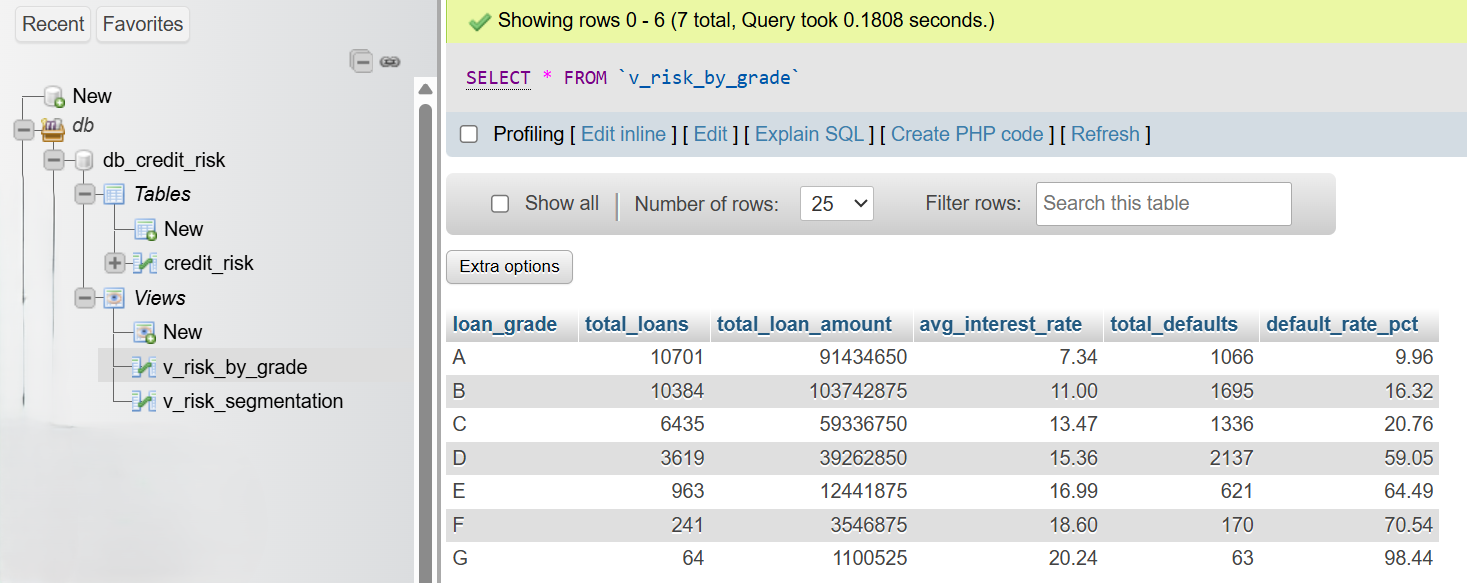 Recent Favorites
New
db
db_credit_risk
Tables
New
credit_risk
Views
New
v_risk_by_grade
v_risk_segmentation
Showing rows 0 - 6 (7 total, Query took 0.1808 seconds.)
SELECT * FROM `v_risk_by_grade`
Profiling [ Edit inline ] [ Edit ] [ Explain SQL ] [ Create PHP code ] [ Refresh ]
Show all Number of rows: 25 Filter rows: Search this table
Extra options
loan_grade total_loans total_loan_amount avg_interest_rate total_defaults default_rate_pct
A 10701 91434650 7.34 1066 9.96
B 10384 103742875 11.00 1695 16.32
C 6435 59336750 13.47 1336 20.76
D 3619 39262850 15.36 2137 59.05
E 963 12441875 16.99 621 64.49
F 241 3546875 18.60 170 70.54
G 64 1100525 20.24 63 98.44